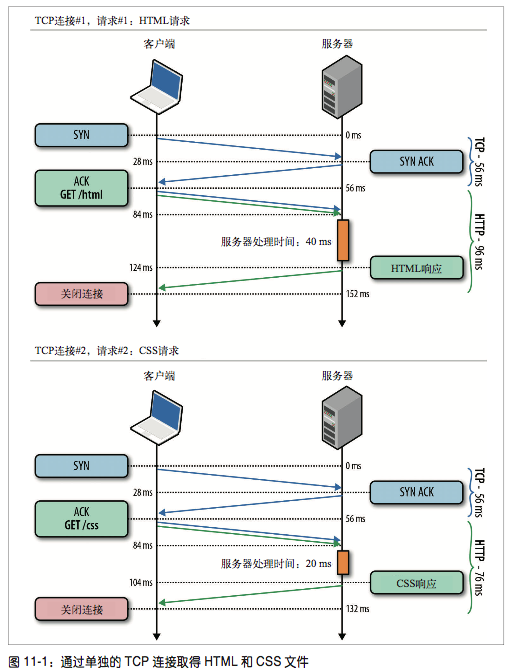 TCP连接#1，请求#1：HTML请求
客户端
服务器
SYN
0 ms
28 ms
SYN ACK
TCP - 56 ms
ACK
GET /html
56 ms
84 ms
服务器处理时间：40 ms
HTTP - 96 ms
124 ms
HTML响应
关闭连接
152 ms
TCP连接#2，请求#2：CSS请求
客户端
服务器
SYN
0 ms
28 ms
SYN ACK
TCP - 56 ms
ACK
GET /css
56 ms
84 ms
服务器处理时间：20 ms
HTTP - 76 ms
104 ms
CSS响应
关闭连接
132 ms
图 11-1：通过单独的 TCP 连接取得 HTML 和 CSS 文件